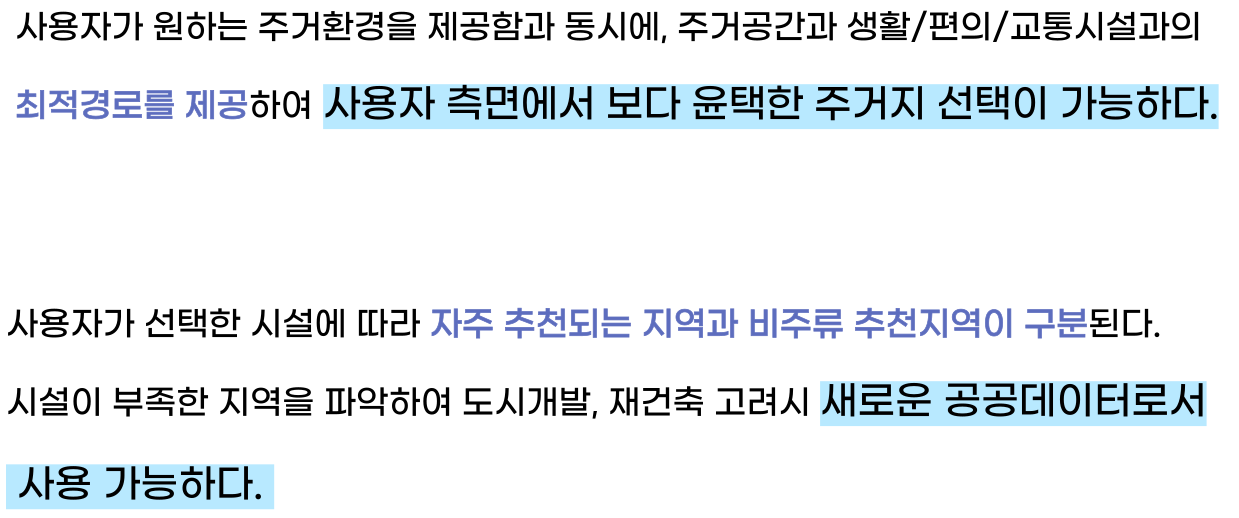 사용자가 원하는 주거환경을 제공함과 동시에, 주거공간과 생활/편의/교통시설과의
최적경로를 제공하여 사용자 측면에서 보다 윤택한 주거지 선택이 가능하다.
사용자가 선택한 시설에 따라 자주 추천되는 지역과 비주류 추천지역이 구분된다.
시설이 부족한 지역을 파악하여 도시개발, 재건축 고려시 새로운 공공데이터로서
사용 가능하다.